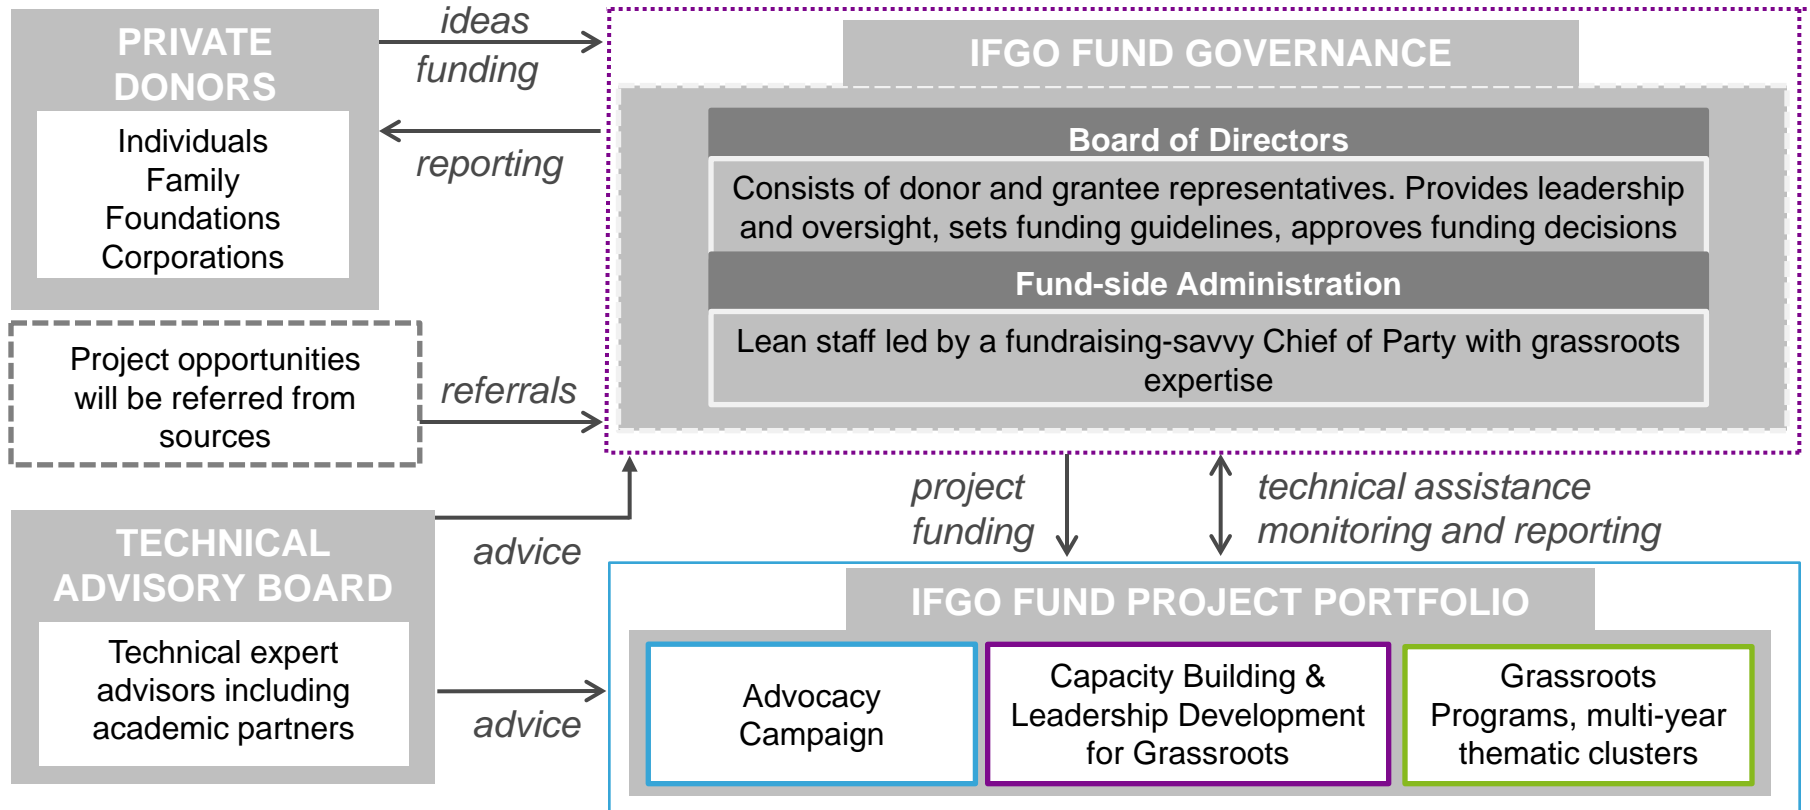 PRIVATE
DONORS
Individuals
Family
Foundations
Corporations
ideas
funding
reporting
IFGO FUND GOVERNANCE
Board of Directors
Consists of donor and grantee representatives. Provides leadership
and oversight, sets funding guidelines, approves funding decisions
Fund-side Administration
Lean staff led by a fundraising-savvy Chief of Party with grassroots
expertise
Project opportunities
will be referred from
sources
referrals
project
funding
technical assistance
monitoring and reporting
TECHNICAL
ADVISORY BOARD
Technical expert
advisors including
academic partners
advice
advice
IFGO FUND PROJECT PORTFOLIO
Advocacy
Campaign
Capacity Building &
Leadership Development
for Grassroots
Grassroots
Programs, multi-year
thematic clusters